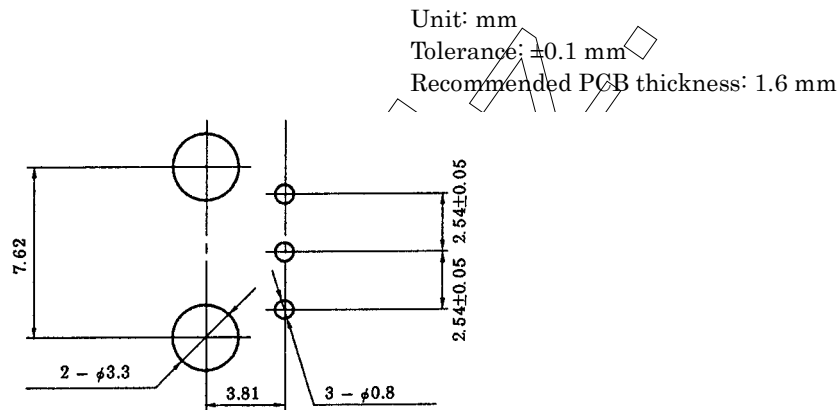 Unit: mm
Tolerance: ±0.1 mm
Recommended PCB thickness: 1.6 mm
7.62
2.54±0.05
2.54±0.05
2 – ϕ3.3
3.81
3 – ϕ0.8